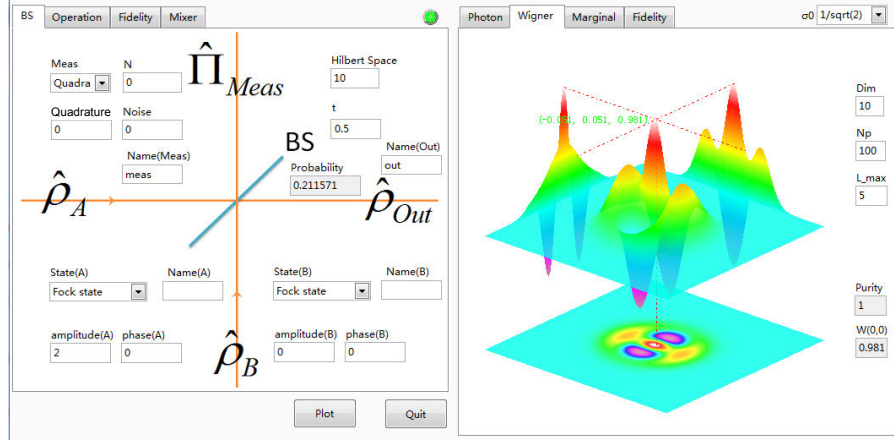 BS Operation Fidelity Mixer
Meas N
Quadra 0
Π̂Meas
Hilbert Space
10
Quadrature Noise
0 0
t
0.5
Name(Meas)
meas
BS
Name(Out)
out
Probability
0.211571
ρ̂A
ρ̂Out
State(A) Name(A)
Fock state
State(B) Name(B)
Fock state
amplitude(A) phase(A)
2 0
ρ̂B
amplitude(B) phase(B)
0 0
Plot Quit
Photon Wigner Marginal Fidelity
σ0 1/sqrt(2)
(-0.051, 0.051, 0.981)
Dim
10
Np
100
L_max
5
Purity
1
W(0,0)
0.981